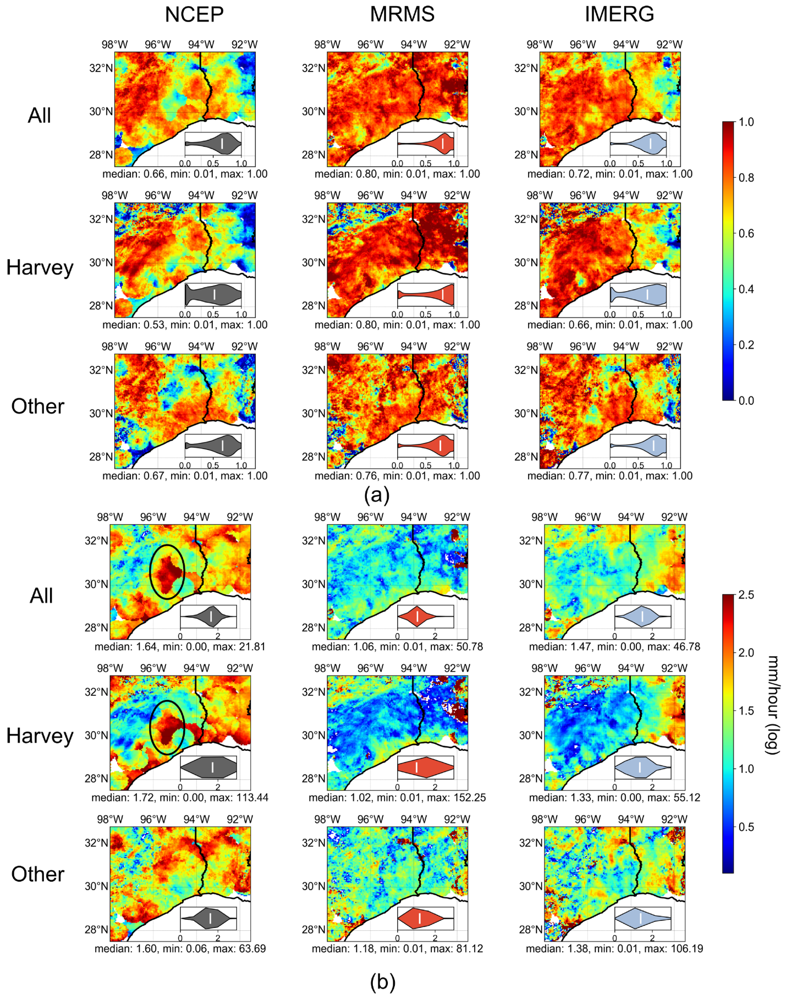 NCEP MRMS IMERG
98°W 96°W 94°W 92°W 98°W 96°W 94°W 92°W 98°W 96°W 94°W 92°W
32°N 32°N 32°N
All
30°N 30°N 30°N
28°N 28°N 28°N
0.0 0.5 1.0 0.0 0.5 1.0 0.0 0.5 1.0
median: 0.66, min: 0.01, max: 1.00 median: 0.80, min: 0.01, max: 1.00 median: 0.72, min: 0.01, max: 1.00
98°W 96°W 94°W 92°W 98°W 96°W 94°W 92°W 98°W 96°W 94°W 92°W
32°N 32°N 32°N
Harvey
30°N 30°N 30°N
28°N 28°N 28°N
0.0 0.5 1.0 0.0 0.5 1.0 0.0 0.5 1.0
median: 0.53, min: 0.01, max: 1.00 median: 0.80, min: 0.01, max: 1.00 median: 0.66, min: 0.01, max: 1.00
98°W 96°W 94°W 92°W 98°W 96°W 94°W 92°W 98°W 96°W 94°W 92°W
32°N 32°N 32°N
Other
30°N 30°N 30°N
28°N 28°N 28°N
0.0 0.5 1.0 0.0 0.5 1.0 0.0 0.5 1.0
median: 0.67, min: 0.01, max: 1.00 median: 0.76, min: 0.01, max: 1.00 median: 0.77, min: 0.01, max: 1.00
1.0
0.8
0.6
0.4
0.2
0.0
(a)
98°W 96°W 94°W 92°W 98°W 96°W 94°W 92°W 98°W 96°W 94°W 92°W
32°N 32°N 32°N
All
30°N 30°N 30°N
28°N 28°N 28°N
0 2 0 2 0 2
median: 1.64, min: 0.00, max: 21.81 median: 1.06, min: 0.01, max: 50.78 median: 1.47, min: 0.00, max: 46.78
98°W 96°W 94°W 92°W 98°W 96°W 94°W 92°W 98°W 96°W 94°W 92°W
32°N 32°N 32°N
Harvey
30°N 30°N 30°N
28°N 28°N 28°N
0 2 0 2 0 2
median: 1.72, min: 0.00, max: 113.44 median: 1.02, min: 0.01, max: 152.25 median: 1.33, min: 0.00, max: 55.12
98°W 96°W 94°W 92°W 98°W 96°W 94°W 92°W 98°W 96°W 94°W 92°W
32°N 32°N 32°N
Other
30°N 30°N 30°N
28°N 28°N 28°N
0 2 0 2 0 2
median: 1.60, min: 0.06, max: 63.69 median: 1.18, min: 0.01, max: 81.12 median: 1.38, min: 0.01, max: 106.19
2.5
2.0
1.5
1.0
0.5
mm/hour (log)
(b)